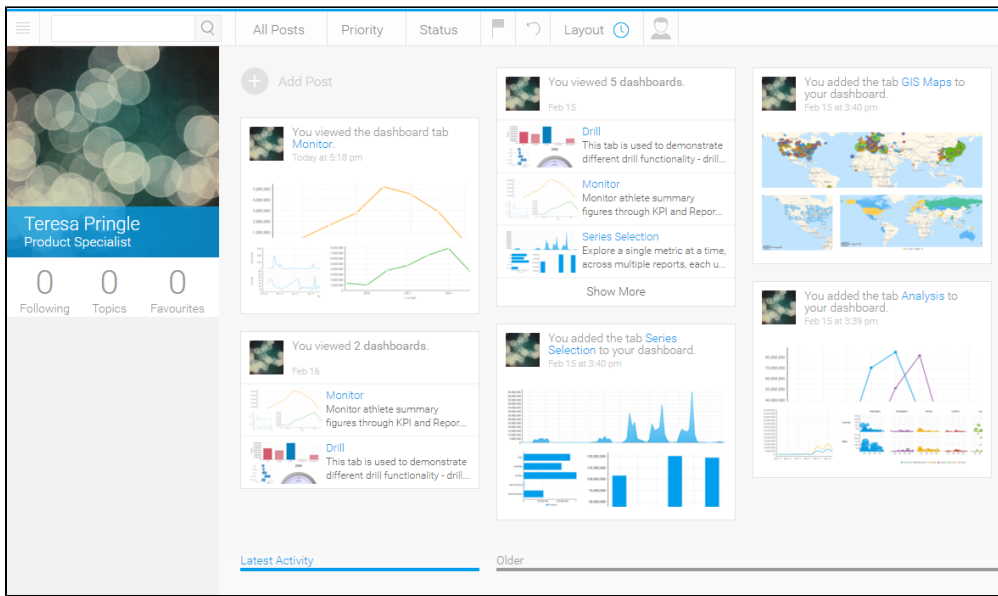 All Posts
Priority
Status
Layout
Teresa Pringle
Product Specialist
0
0
0
Following
Topics
Favourites
Add Post
You viewed the dashboard tab
Monitor.
Today at 5:18 pm
You viewed 2 dashboards.
Feb 16
Monitor
Monitor athlete summary
figures through KPI and Repor...
Drill
This tab is used to demonstrate
different drill functionality - drill...
You viewed 5 dashboards.
Feb 15
Drill
This tab is used to demonstrate
different drill functionality - drill...
Monitor
Monitor athlete summary
figures through KPI and Repor...
Series Selection
Explore a single metric at a time,
across multiple reports, each u...
Show More
You added the tab Series
Selection to your dashboard.
Feb 15 at 3:40 pm
You added the tab GIS Maps to
your dashboard.
Feb 15 at 3:40 pm
You added the tab Analysis to
your dashboard.
Feb 15 at 3:39 pm
Latest Activity
Older